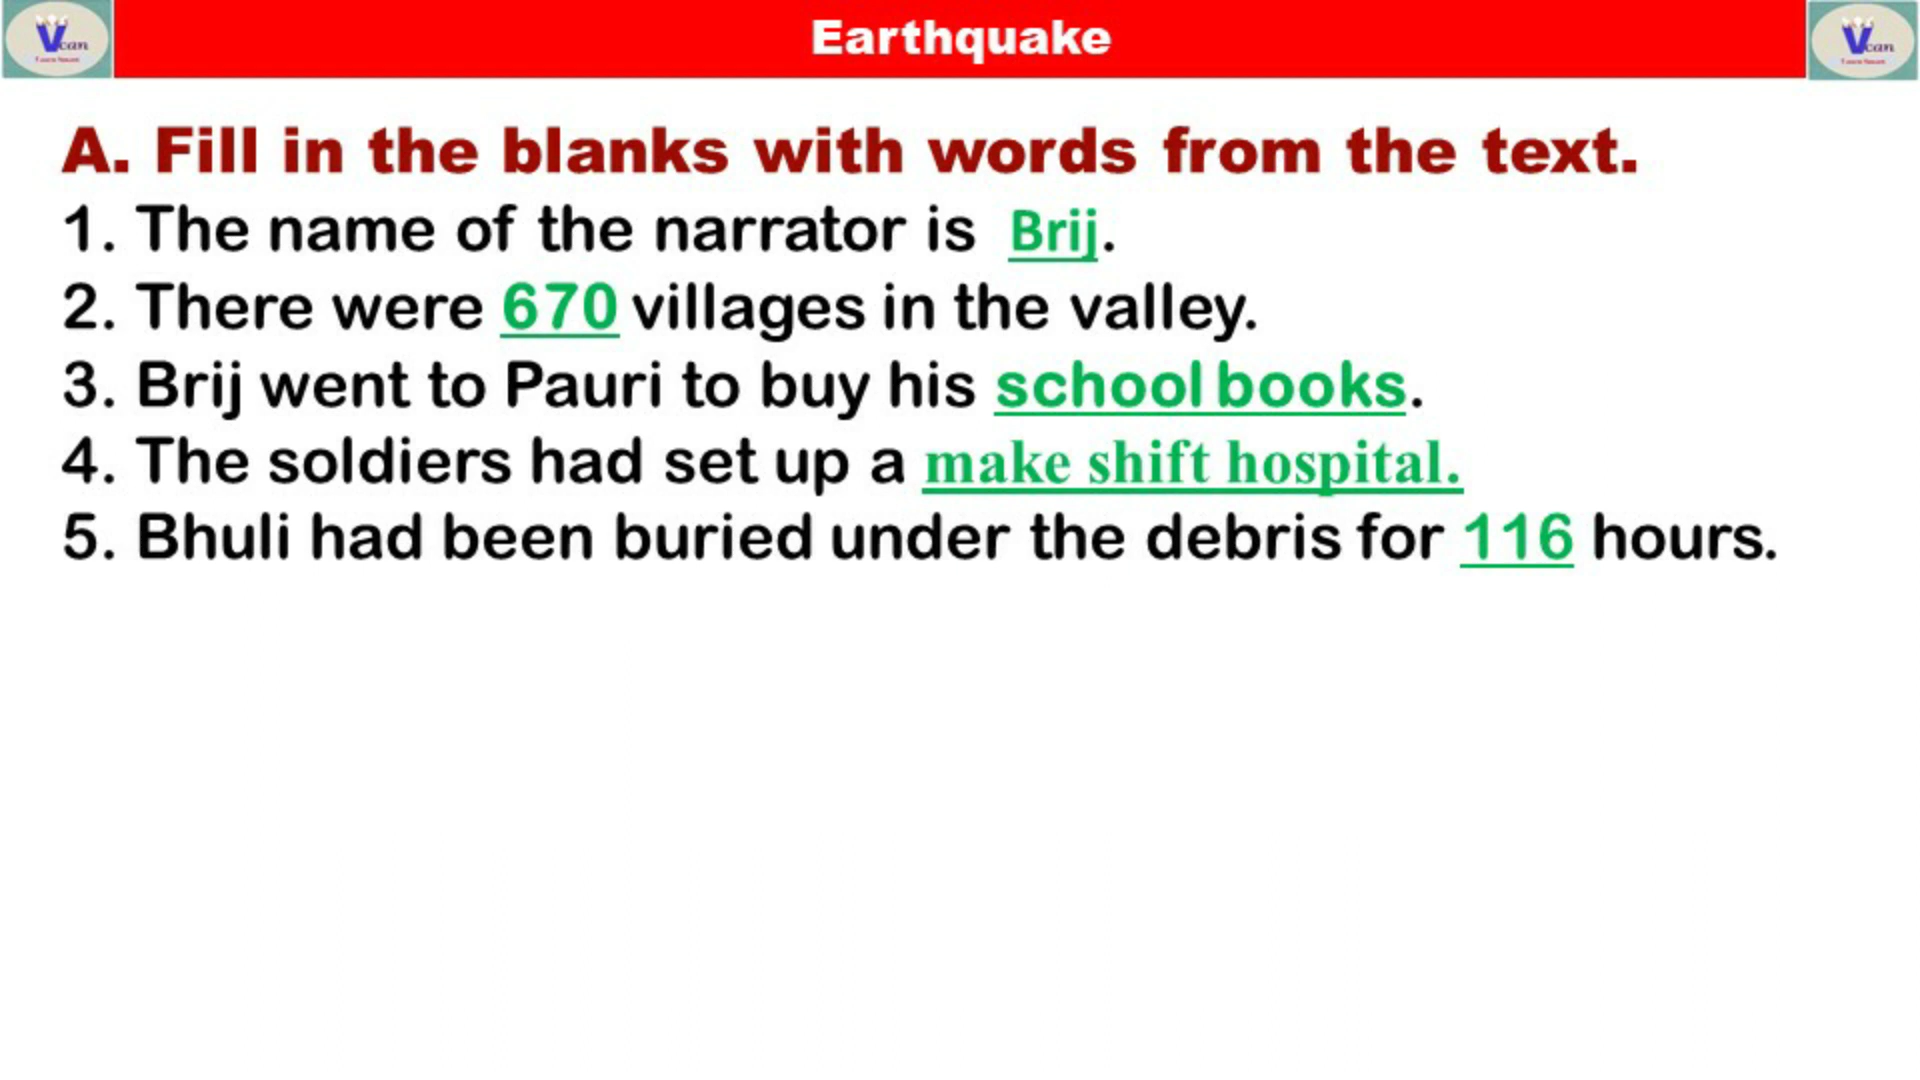 Vcan
Earthquake
Vcan
A. Fill in the blanks with words from the text.
1. The name of the narrator is Brij.
2. There were 670 villages in the valley.
3. Brij went to Pauri to buy his school books.
4. The soldiers had set up a make shift hospital.
5. Bhuli had been buried under the debris for 116 hours.